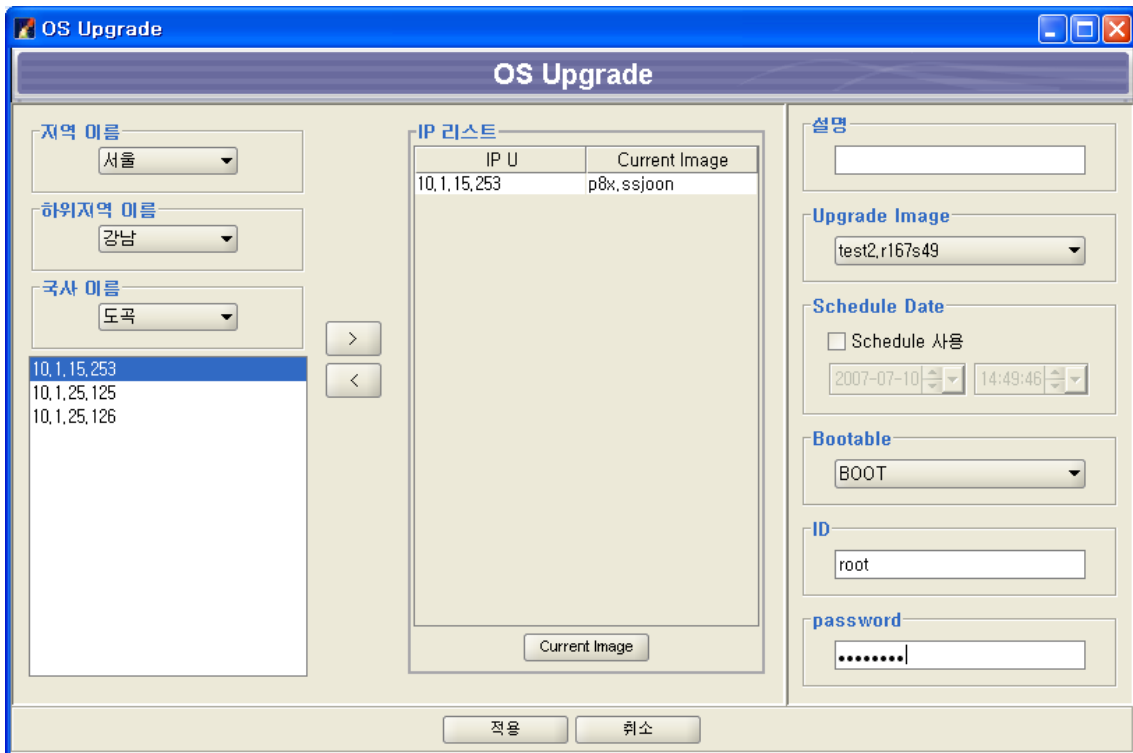 OS Upgrade
OS Upgrade
지역 이름
서울
하위지역 이름
강남
국사 이름
도곡
10,1,15,253
10,1,25,125
10,1,25,126
>
<
IP 리스트
IP U Current Image
10,1,15,253 p8x,ssjoon
Current Image
설명
Upgrade Image
test2,r167s49
Schedule Date
Schedule 사용
2007-07-10 14:49:46
Bootable
BOOT
ID
root
password
••••••••
적용 취소